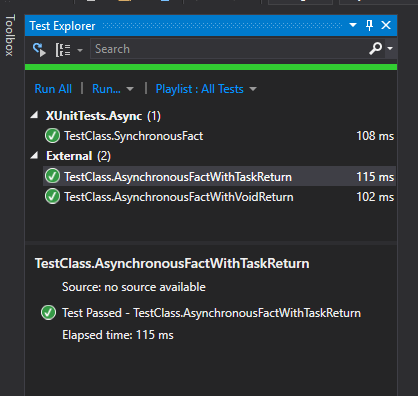 Toolbox
Test Explorer
Search
Run All | Run... | Playlist : All Tests
XUnitTests.Async (1)
TestClass.SynchronousFact 108 ms
External (2)
TestClass.AsynchronousFactWithTaskReturn 115 ms
TestClass.AsynchronousFactWithVoidReturn 102 ms
TestClass.AsynchronousFactWithTaskReturn
Source: no source available
Test Passed - TestClass.AsynchronousFactWithTaskReturn
Elapsed time: 115 ms